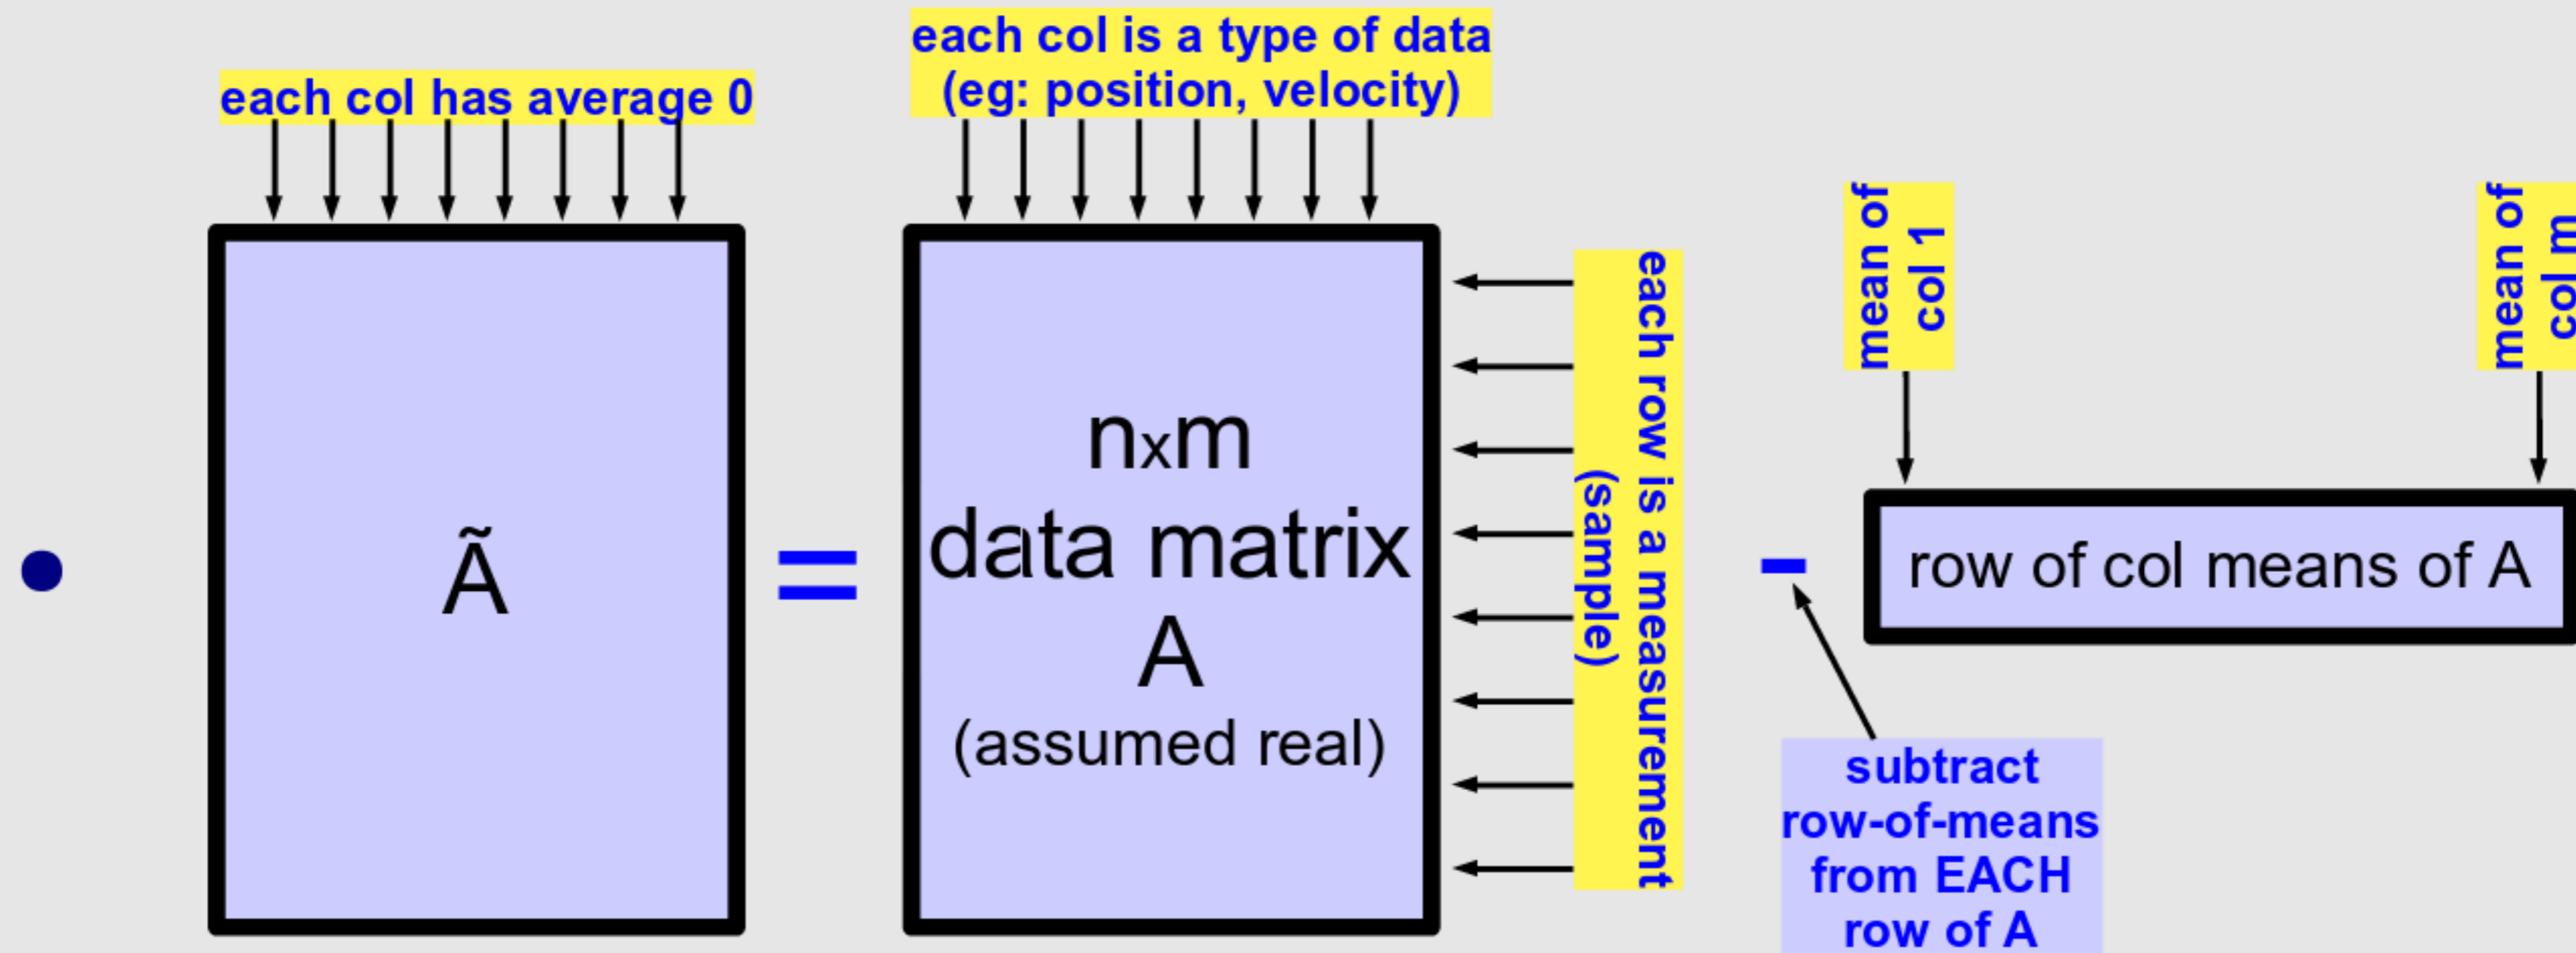 each col has average 0
each col is a type of data
(eg: position, velocity)
Ã
=
nxm
data matrix
A
(assumed real)
each row is a measurement
(sample)
-
mean of
col 1
mean of
col m
row of col means of A
subtract
row-of-means
from EACH
row of A